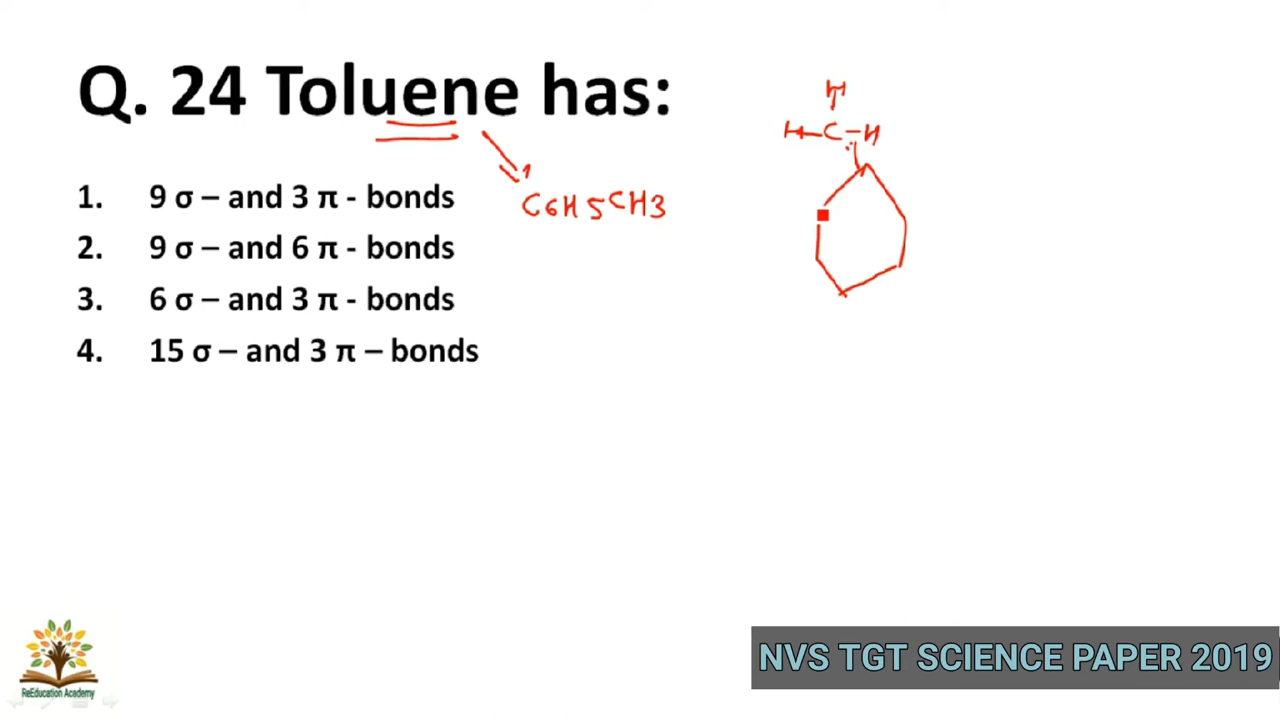 Q. 24 Toluene has:
1. 9 σ – and 3 π - bonds
2. 9 σ – and 6 π - bonds
3. 6 σ – and 3 π - bonds
4. 15 σ – and 3 π – bonds
C6H5CH3
H
H-C-H
ReEducation Academy
NVS TGT SCIENCE PAPER 2019